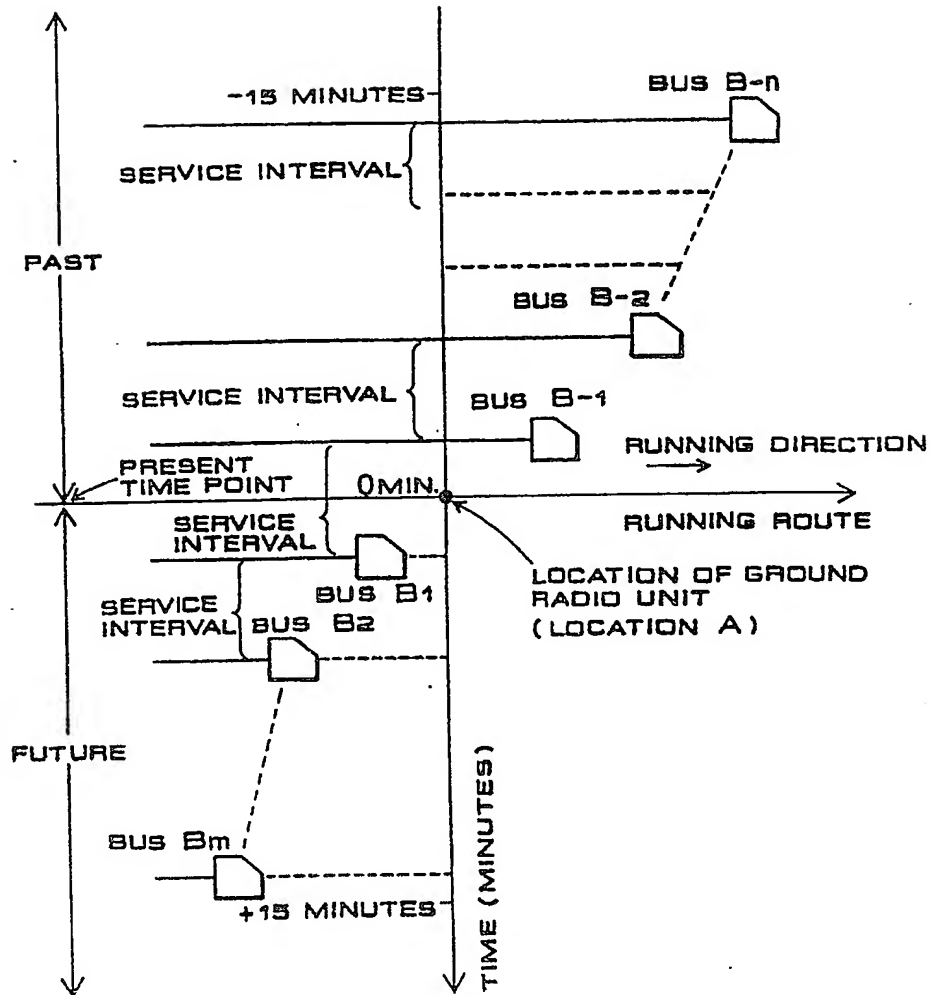 BUS B-n
-15 MINUTES
SERVICE INTERVAL
PAST
BUS B-2
SERVICE INTERVAL
BUS B-1
RUNNING DIRECTION
PRESENT
TIME POINT
0 MIN.
RUNNING ROUTE
SERVICE
INTERVAL
LOCATION OF GROUND
RADIO UNIT
(LOCATION A)
BUS B1
SERVICE
INTERVAL
BUS B2
FUTURE
TIME (MINUTES)
BUS Bm
+15 MINUTES